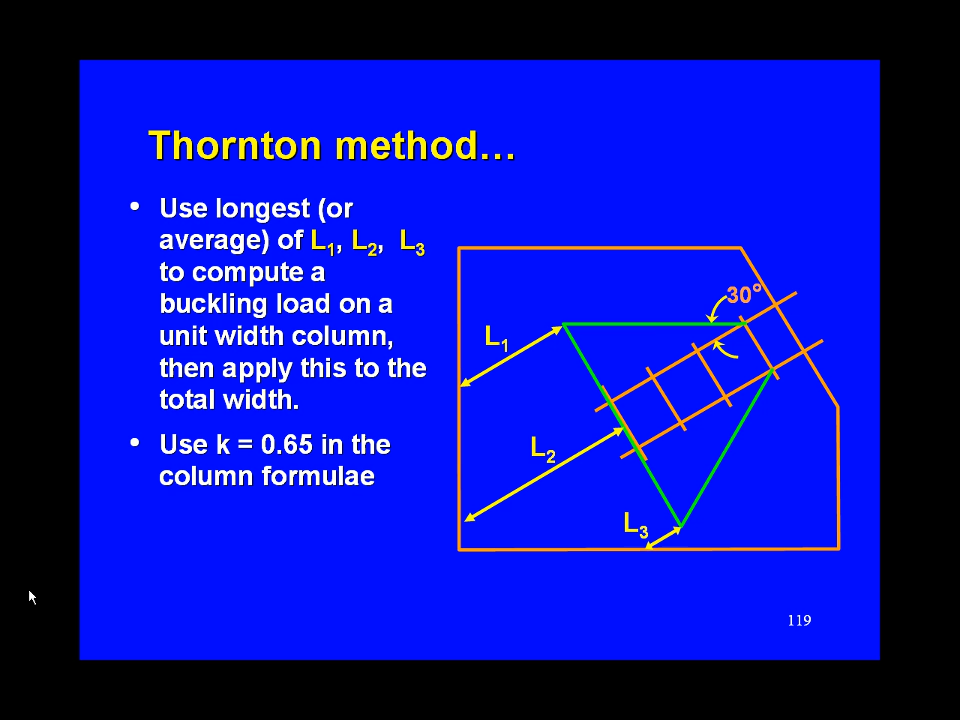 Thornton method…
• Use longest (or
average) of L₁, L₂, L₃
to compute a
buckling load on a
unit width column,
then apply this to the
total width.
• Use k = 0.65 in the
column formulae
30°
L₁
L₂
L₃
119